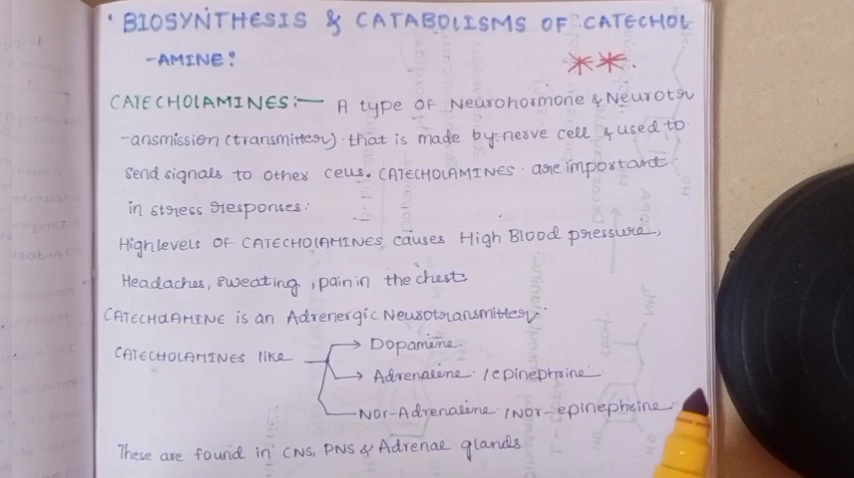 BIOSYNTHESIS & CATABOLISMS OF CATECHOL
-AMINE:
CATECHOLAMINES:- A type OF Neurohormone & Neurotr
-ansmission (transmitter) that is made by nerve cell & used to
Send signals to other cells. CATECHOLAMINES are important
in stress responses.
High levels OF CATECHOLAMINES causes High Blood pressure,
Headaches, sweating, pain in the chest
CATECHOLAMINE is an Adrenergic Neurotransmitter.
CATECHOLAMINES like
Dopamine
Adrenaline / epinephrine
Nor-Adrenaline / Nor-epinephrine
These are found in CNS, PNS & Adrenal glands